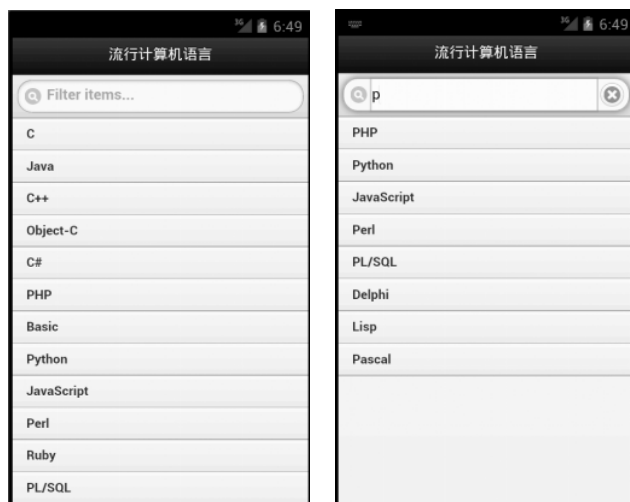 3G 6:49
流行计算机语言
Filter items...
C
Java
C++
Object-C
C#
PHP
Basic
Python
JavaScript
Perl
Ruby
PL/SQL
3G 6:49
流行计算机语言
p
PHP
Python
JavaScript
Perl
PL/SQL
Delphi
Lisp
Pascal